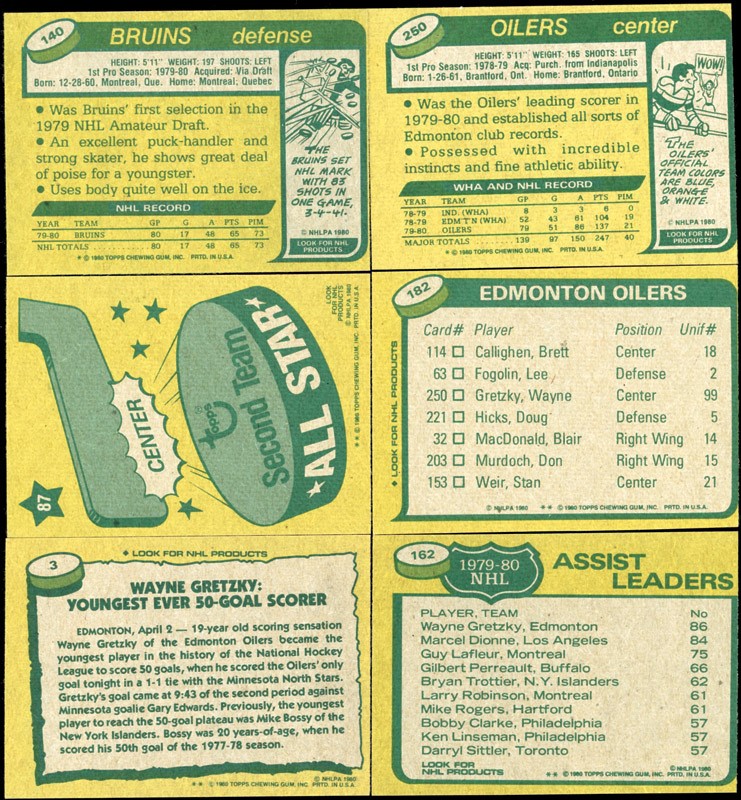 140
BRUINS defense
HEIGHT: 5'11" WEIGHT: 197 SHOOTS: LEFT
1st Pro Season: 1979-80 Acquired: Via Draft
Born: 12-28-60, Montreal, Que. Home: Montreal; Quebec
• Was Bruins' first selection in the
1979 NHL Amateur Draft.
• An excellent puck-handler and
strong skater, he shows great deal
of poise for a youngster.
• Uses body quite well on the ice.
NHL RECORD
YEAR TEAM GP G A PTS PIM
79-80 BRUINS 80 17 48 65 73
NHL TOTALS 80 17 48 65 73
* © 1980 TOPPS CHEWING GUM, INC. PRTD. IN U.S.A.
THE
BRUINS SET
NHL MARK
WITH 83
SHOTS IN
ONE GAME,
3-4-41.
© NHLPA 1980
LOOK FOR NHL
PRODUCTS
250
OILERS center
HEIGHT: 5'11" WEIGHT: 165 SHOOTS: LEFT
1st Pro Season: 1978-79 Acq: Purch. from Indianapolis
Born: 1-26-61, Brantford, Ont. Home: Brantford, Ontario
• Was the Oilers' leading scorer in
1979-80 and established all sorts of
Edmonton club records.
• Possessed with incredible
instincts and fine athletic ability.
WHA AND NHL RECORD
YEAR TEAM GP G A PTS PIM
78-79 IND. (WHA) 8 3 3 6 0
78-79 EDM'T'N (WHA) 52 43 61 104 19
79-80 OILERS 79 51 86 137 21
MAJOR TOTALS 139 97 150 247 40
* © 1980 TOPPS CHEWING GUM, INC. PRTD. IN U.S.A.
WOW!
THE
OILERS'
OFFICIAL
TEAM COLORS
ARE BLUE,
ORANGE
& WHITE.
© NHLPA 1980
LOOK FOR NHL
PRODUCTS
87
CENTER
topps®
Second Team
ALL STAR
LOOK
FOR NHL
PRODUCTS
© NHLPA 1980
** © 1980 TOPPS CHEWING GUM, INC. PRTD. IN U.S.A.
182
EDMONTON OILERS
Card# Player Position Unif#
114 Callighen, Brett Center 18
63 Fogolin, Lee Defense 2
250 Gretzky, Wayne Center 99
221 Hicks, Doug Defense 5
32 MacDonald, Blair Right Wing 14
203 Murdoch, Don Right Wing 15
153 Weir, Stan Center 21
LOOK FOR NHL PRODUCTS
© NHLPA 1980 ** © 1980 TOPPS CHEWING GUM, INC. PRTD. IN U.S.A.
3
LOOK FOR NHL PRODUCTS
WAYNE GRETZKY:
YOUNGEST EVER 50-GOAL SCORER
EDMONTON, April 2 — 19-year old scoring sensation
Wayne Gretzky of the Edmonton Oilers became the
youngest player in the history of the National Hockey
League to score 50 goals, when he scored the Oilers' only
goal tonight in a 1-1 tie with the Minnesota North Stars.
Gretzky's goal came at 9:43 of the second period against
Minnesota goalie Gary Edwards. Previously, the youngest
player to reach the 50-goal plateau was Mike Bossy of the
New York Islanders. Bossy was 20 years-of-age, when he
scored his 50th goal of the 1977-78 season.
© NHLPA 1980
** © 1980 TOPPS CHEWING GUM, INC. PRTD. IN U.S.A.
162
1979-80
NHL
ASSIST
LEADERS
PLAYER, TEAM No
Wayne Gretzky, Edmonton 86
Marcel Dionne, Los Angeles 84
Guy Lafleur, Montreal 75
Gilbert Perreault, Buffalo 66
Bryan Trottier, N.Y. Islanders 62
Larry Robinson, Montreal 61
Mike Rogers, Hartford 61
Bobby Clarke, Philadelphia 57
Ken Linseman, Philadelphia 57
Darryl Sittler, Toronto 57
LOOK FOR
NHL PRODUCTS
© NHLPA 1980
** © 1980 TOPPS CHEWING GUM, INC. PRTD. IN U.S.A.